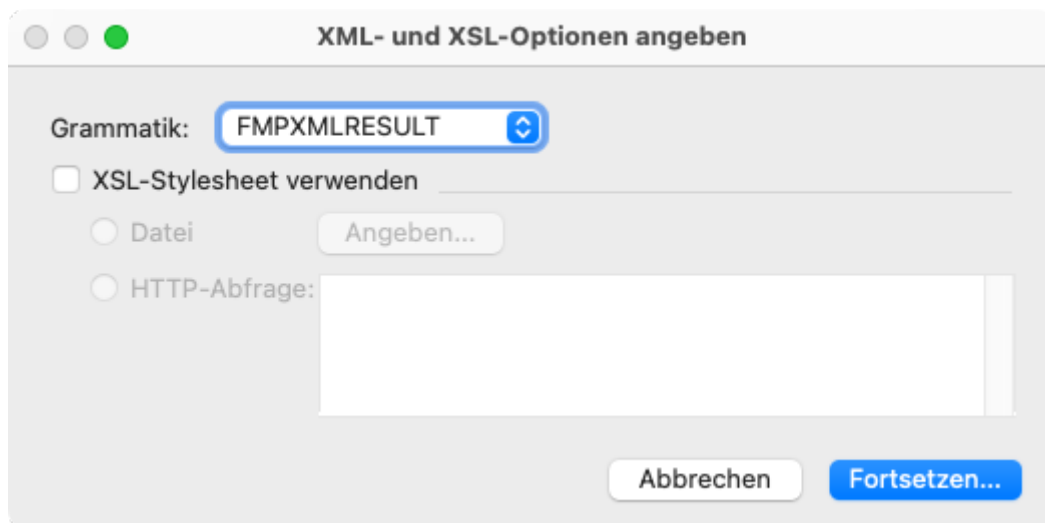 XML- und XSL-Optionen angeben
Grammatik: FMPXMLRESULT
XSL-Stylesheet verwenden
Datei Angeben...
HTTP-Abfrage:
Abbrechen Fortsetzen...